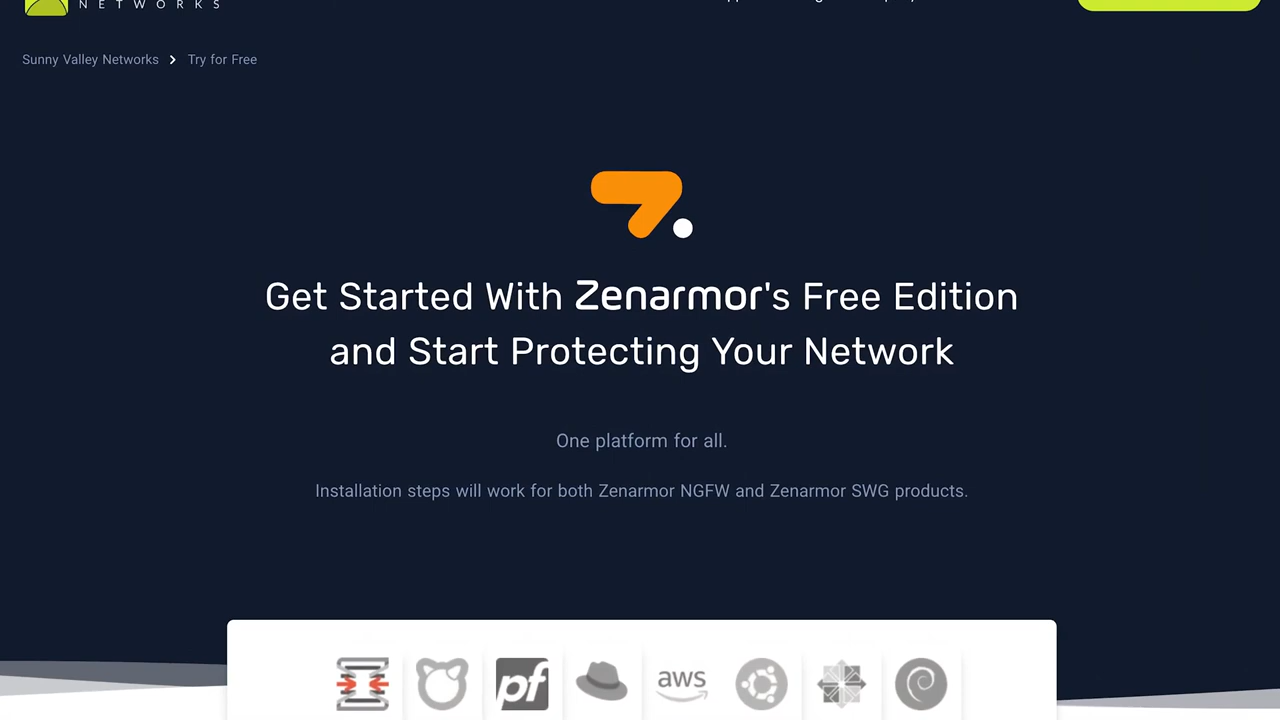 NETWORKS
Sunny Valley Networks > Try for Free
Get Started With Zenarmor's Free Edition
and Start Protecting Your Network
One platform for all.
Installation steps will work for both Zenarmor NGFW and Zenarmor SWG products.
pf
aws